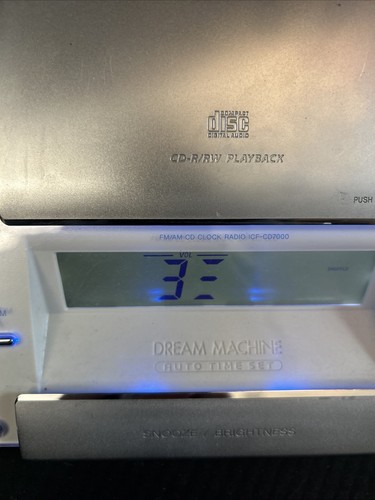 COMPACT
disc
DIGITAL AUDIO
CD-R/RW PLAYBACK
PUSH
FM/AM-CD CLOCK RADIO-ICF-CD7000
VOL
DREAM MACHINE
AUTO TIME SET
SNOOZE / BRIGHTNESS